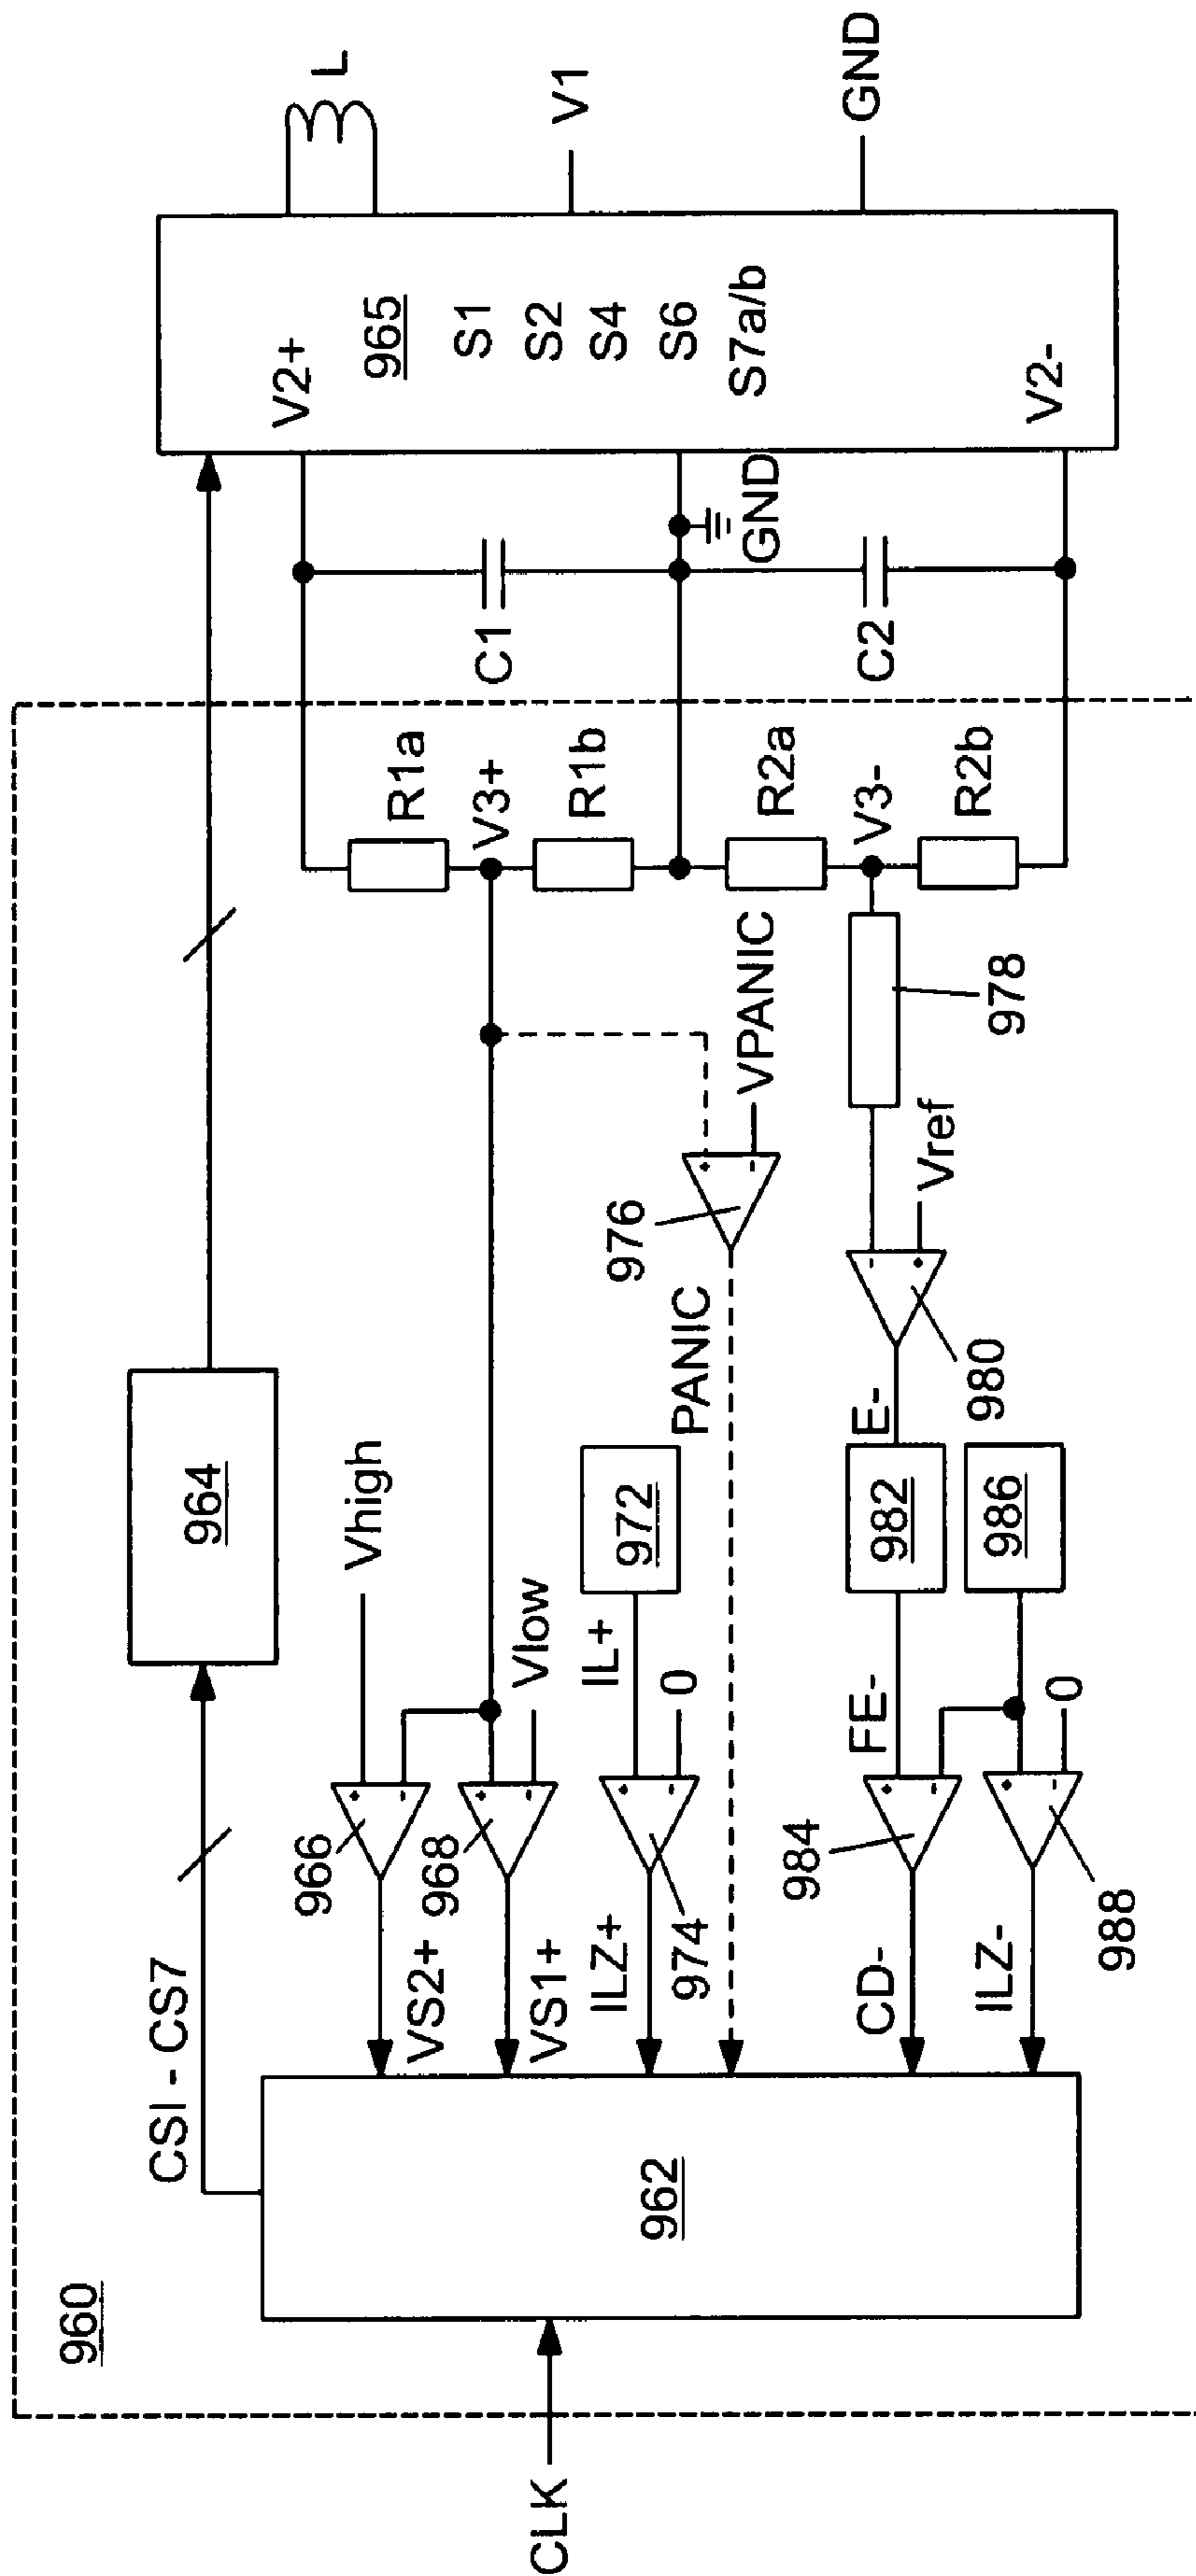 960
CLK
962
CSI - CS7
964
VS2+
966
Vhigh
VS1+
968
Vlow
ILZ+
974
IL+
0
972
PANIC
976
VPANIC
CD-
984
FE-
982
E-
980
Vref
978
ILZ-
988
0
986
R1a
V3+
R1b
R2a
V3-
R2b
C1
GND
C2
V2+
965
S1
S2
S4
S6
S7a/b
V2-
L
V1
GND
+
-
+
-
+
-
+
-
-
+
+
-
+
-